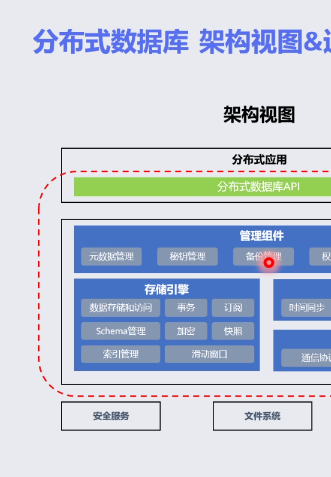 分布式数据库 架构视图&
架构视图
分布式应用
分布式数据库API
管理组件
元数据管理 秘钥管理 备份管理 权
存储引擎
数据存储和访问 事务 订阅 时间同步
Schema管理 加密 快照
索引管理 滑动窗口 通信协
安全服务 文件系统